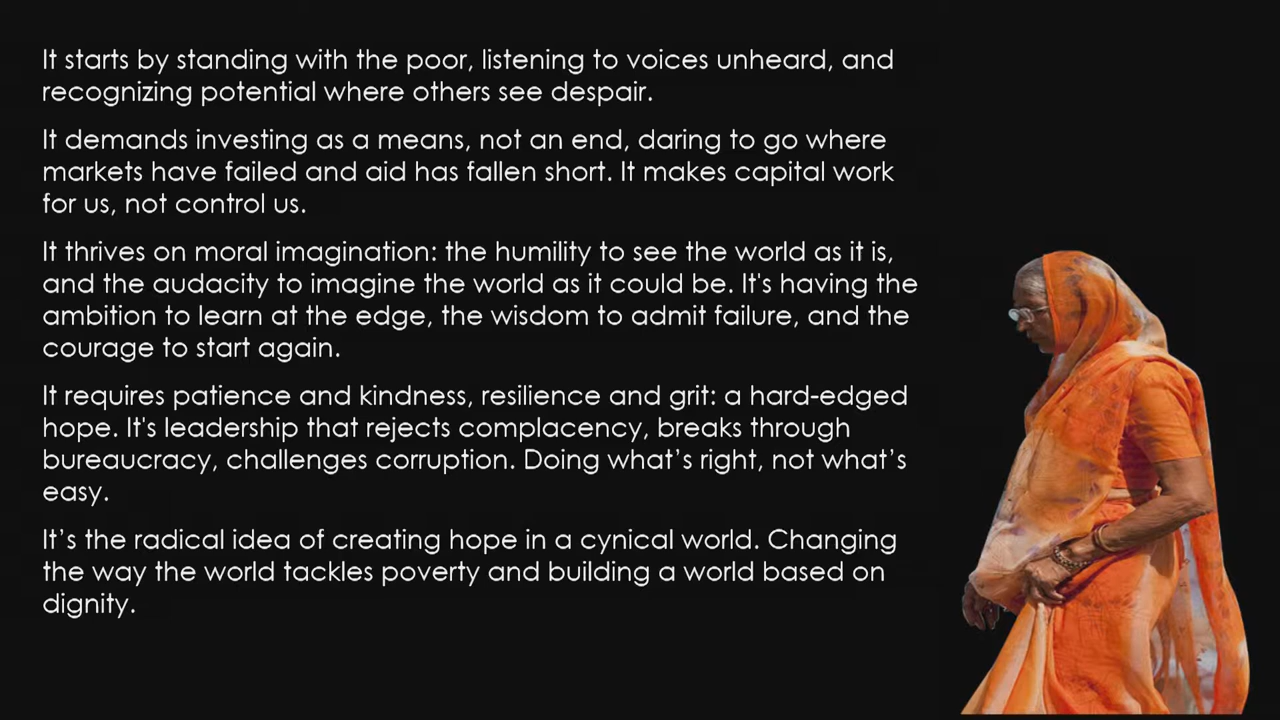 It starts by standing with the poor, listening to voices unheard, and
recognizing potential where others see despair.
It demands investing as a means, not an end, daring to go where
markets have failed and aid has fallen short. It makes capital work
for us, not control us.
It thrives on moral imagination: the humility to see the world as it is,
and the audacity to imagine the world as it could be. It's having the
ambition to learn at the edge, the wisdom to admit failure, and the
courage to start again.
It requires patience and kindness, resilience and grit: a hard-edged
hope. It's leadership that rejects complacency, breaks through
bureaucracy, challenges corruption. Doing what’s right, not what’s
easy.
It’s the radical idea of creating hope in a cynical world. Changing
the way the world tackles poverty and building a world based on
dignity.